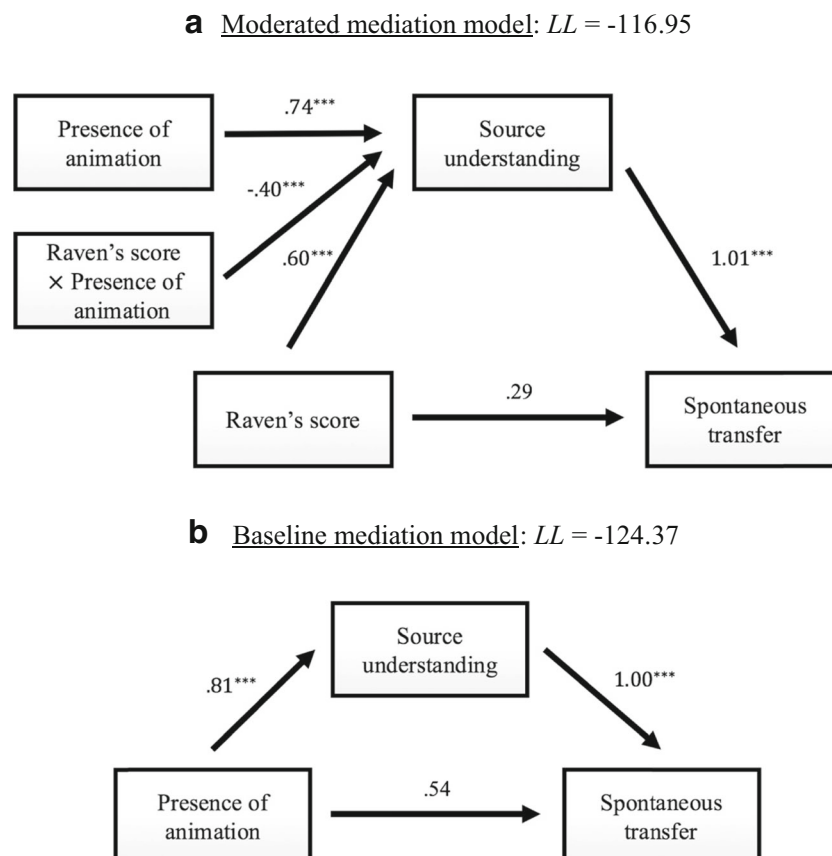 a Moderated mediation model: LL = -116.95
Presence of
animation
.74***
Source
understanding
-.40***
Raven's score
× Presence of
animation
.60***
1.01***
Raven's score
.29
Spontaneous
transfer
b Baseline mediation model: LL = -124.37
Source
understanding
.81***
1.00***
Presence of
animation
.54
Spontaneous
transfer